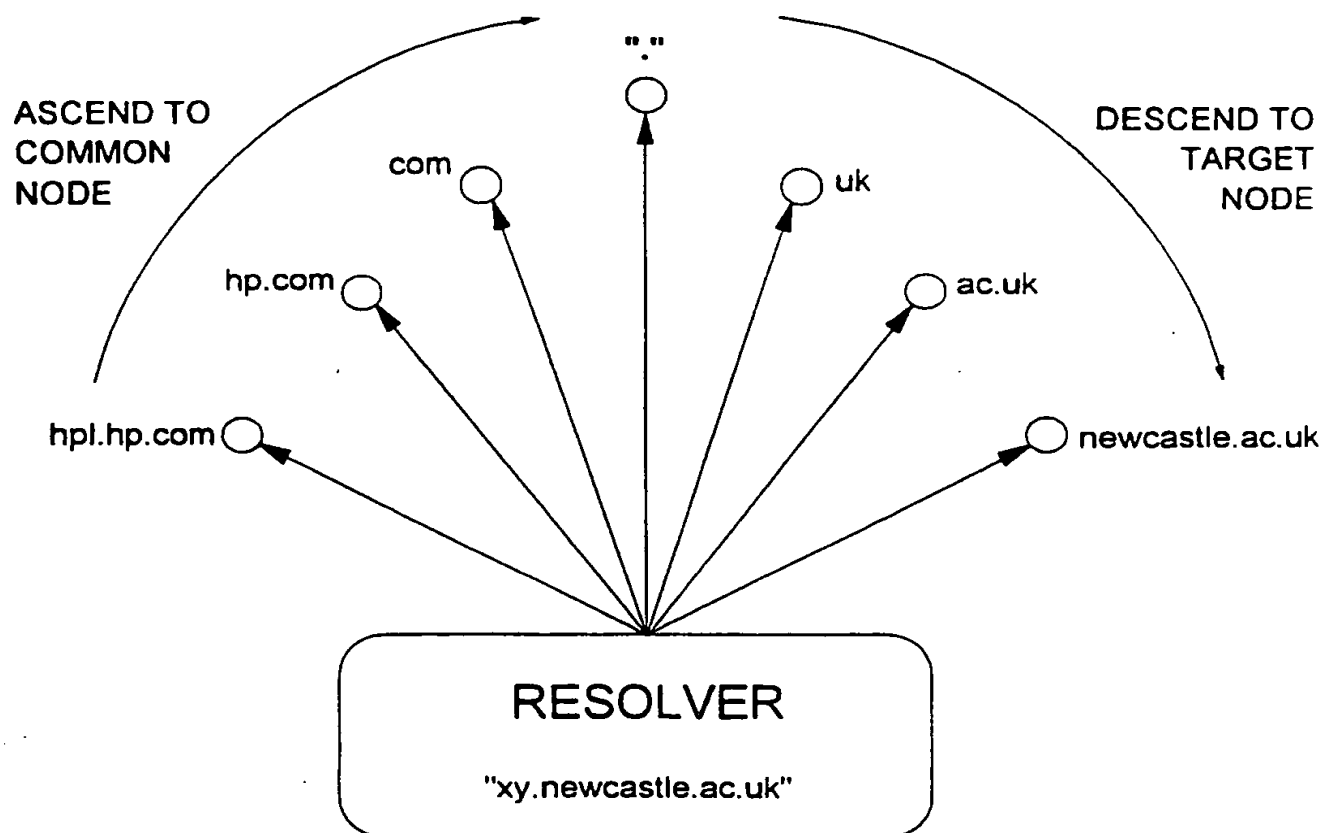 "."
ASCEND TO
COMMON
NODE
DESCEND TO
TARGET
NODE
com
uk
hp.com
ac.uk
hpl.hp.com
newcastle.ac.uk
RESOLVER
"xy.newcastle.ac.uk"